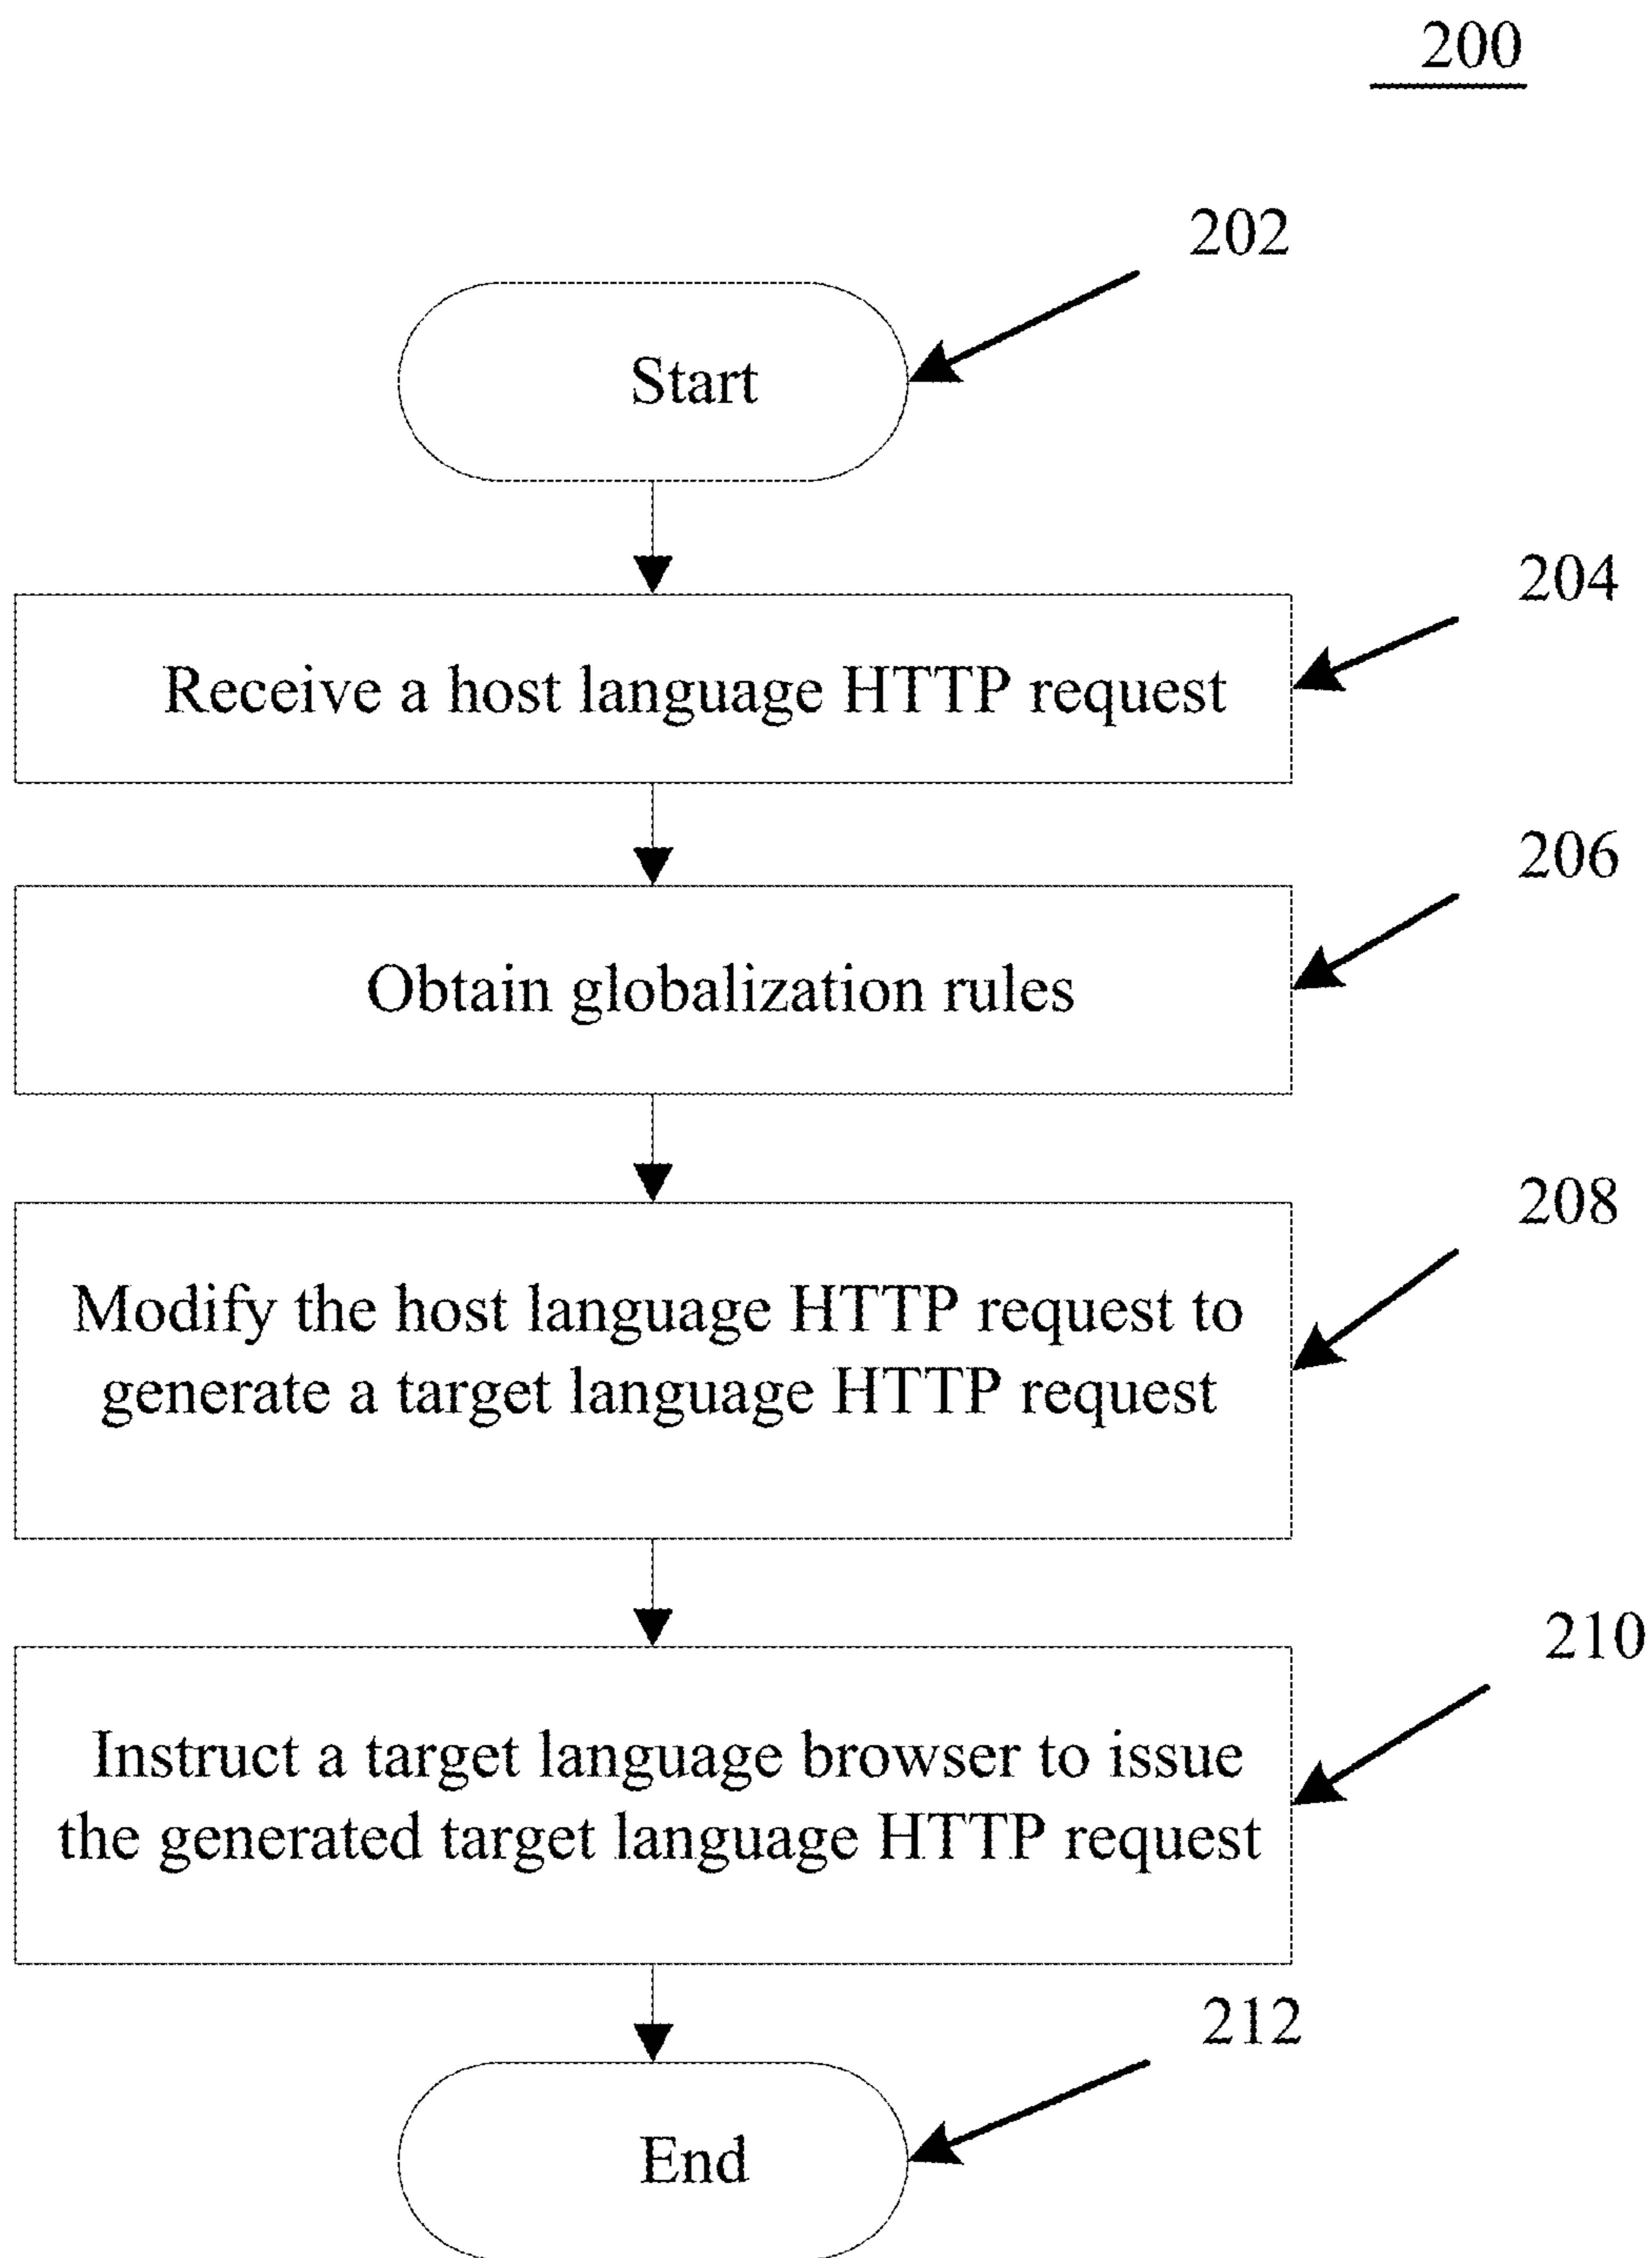 200
202
Start
204
Receive a host language HTTP request
206
Obtain globalization rules
208
Modify the host language HTTP request to
generate a target language HTTP request
210
Instruct a target language browser to issue
the generated target language HTTP request
212
End